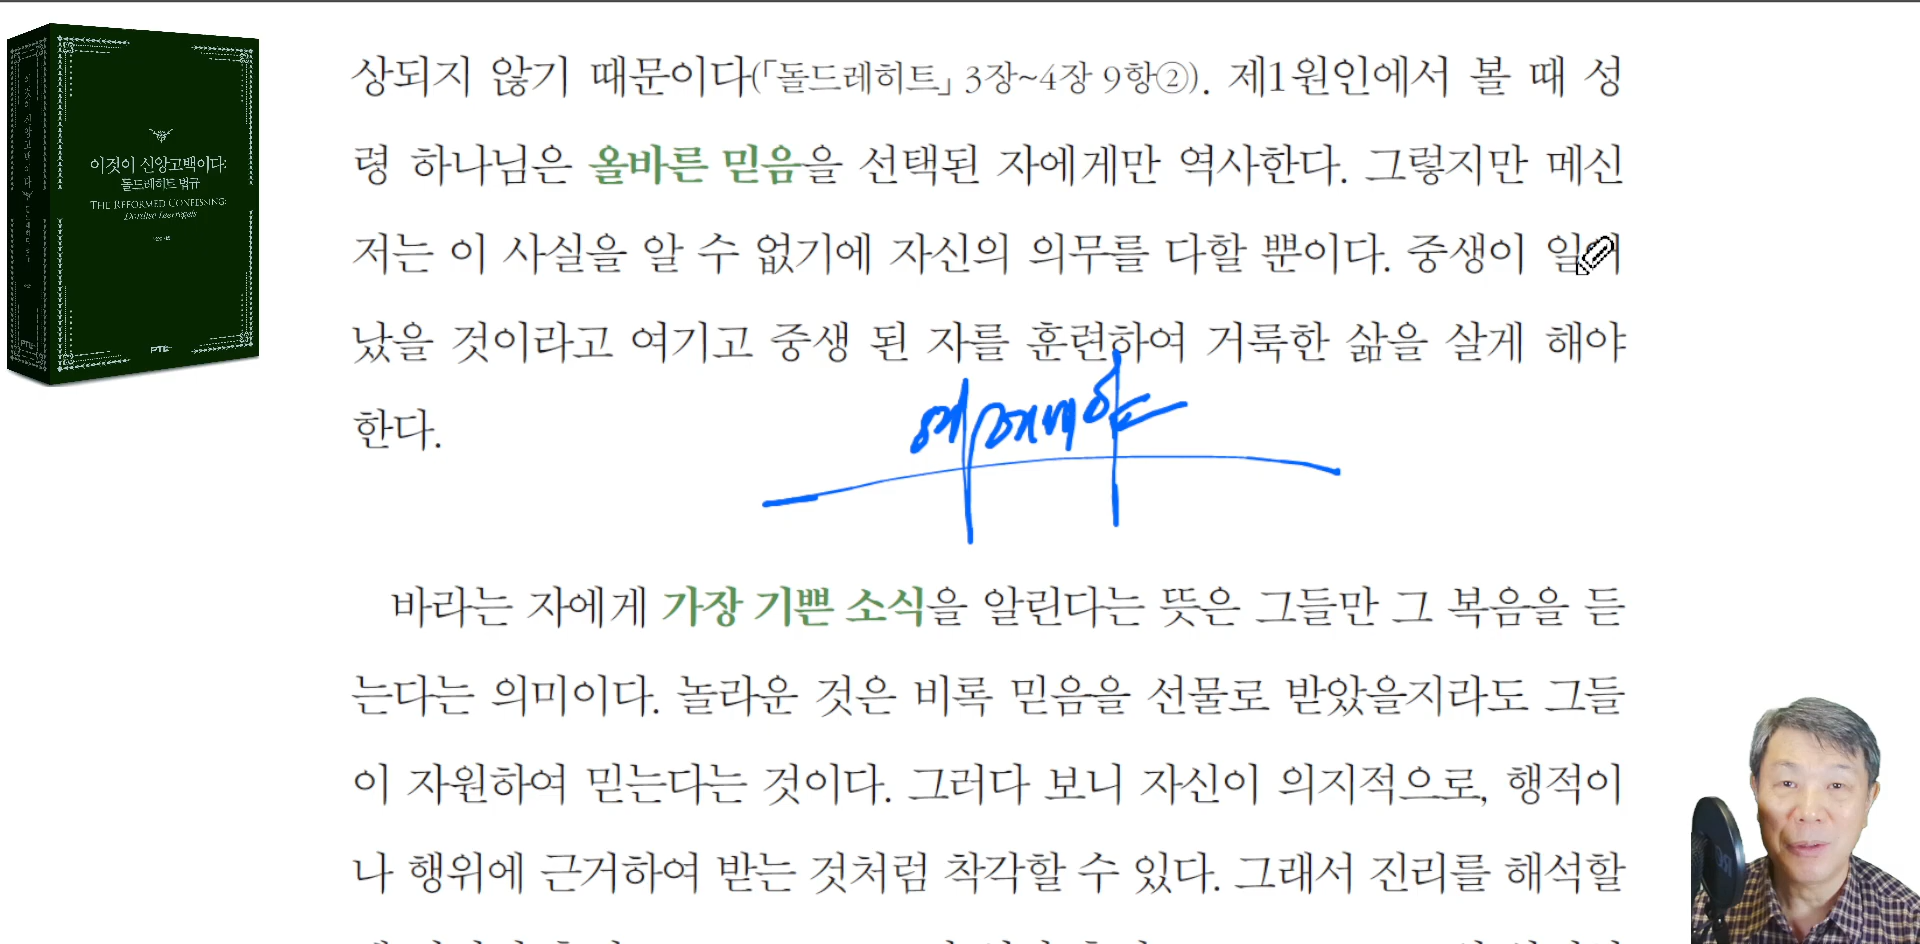 이것이 신앙고백이다:
돌드레히트 법규
THE REFORMED CONFESSING:
Dordtse Leerregels
상되지 않기 때문이다(「돌드레히트」 3장~4장 9항②). 제1원인에서 볼 때 성
령 하나님은 올바른 믿음을 선택된 자에게만 역사한다. 그렇지만 메신
저는 이 사실을 알 수 없기에 자신의 의무를 다할 뿐이다. 중생이 일어
났을 것이라고 여기고 중생 된 자를 훈련하여 거룩한 삶을 살게 해야
한다.
예레미야
바라는 자에게 가장 기쁜 소식을 알린다는 뜻은 그들만 그 복음을 듣
는다는 의미이다. 놀라운 것은 비록 믿음을 선물로 받았을지라도 그들
이 자원하여 믿는다는 것이다. 그러다 보니 자신이 의지적으로, 행적이
나 행위에 근거하여 받는 것처럼 착각할 수 있다. 그래서 진리를 해석할